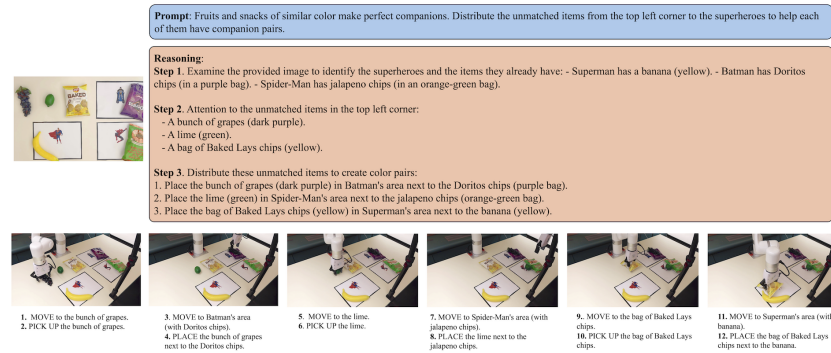 Prompt: Fruits and snacks of similar color make perfect companions. Distribute the unmatched items from the top left corner to the superheroes to help each
of them have companion pairs.
Reasoning:
Step 1. Examine the provided image to identify the superheroes and the items they already have: - Superman has a banana (yellow). - Batman has Doritos
chips (in a purple bag). - Spider-Man has jalapeno chips (in an orange-green bag).
Step 2. Attention to the unmatched items in the top left corner:
- A bunch of grapes (dark purple).
- A lime (green).
- A bag of Baked Lays chips (yellow).
Step 3. Distribute these unmatched items to create color pairs:
1. Place the bunch of grapes (dark purple) in Batman's area next to the Doritos chips (purple bag).
2. Place the lime (green) in Spider-Man's area next to the jalapeno chips (orange-green bag).
3. Place the bag of Baked Lays chips (yellow) in Superman's area next to the banana (yellow).
BAKED
1. MOVE to the bunch of grapes.
2. PICK UP the bunch of grapes.
3. MOVE to Batman's area
(with Doritos chips).
4. PLACE the bunch of grapes
next to the Doritos chips.
5. MOVE to the lime.
6. PICK UP the lime.
7. MOVE to Spider-Man's area (with
jalapeno chips).
8. PLACE the lime next to the
jalapeno chips.
9.. MOVE to the bag of Baked Lays
chips.
10. PICK UP the bag of Baked Lays
chips.
11. MOVE to Superman's area (with
banana).
12. PLACE the bag of Baked Lays
chips next to the banana.